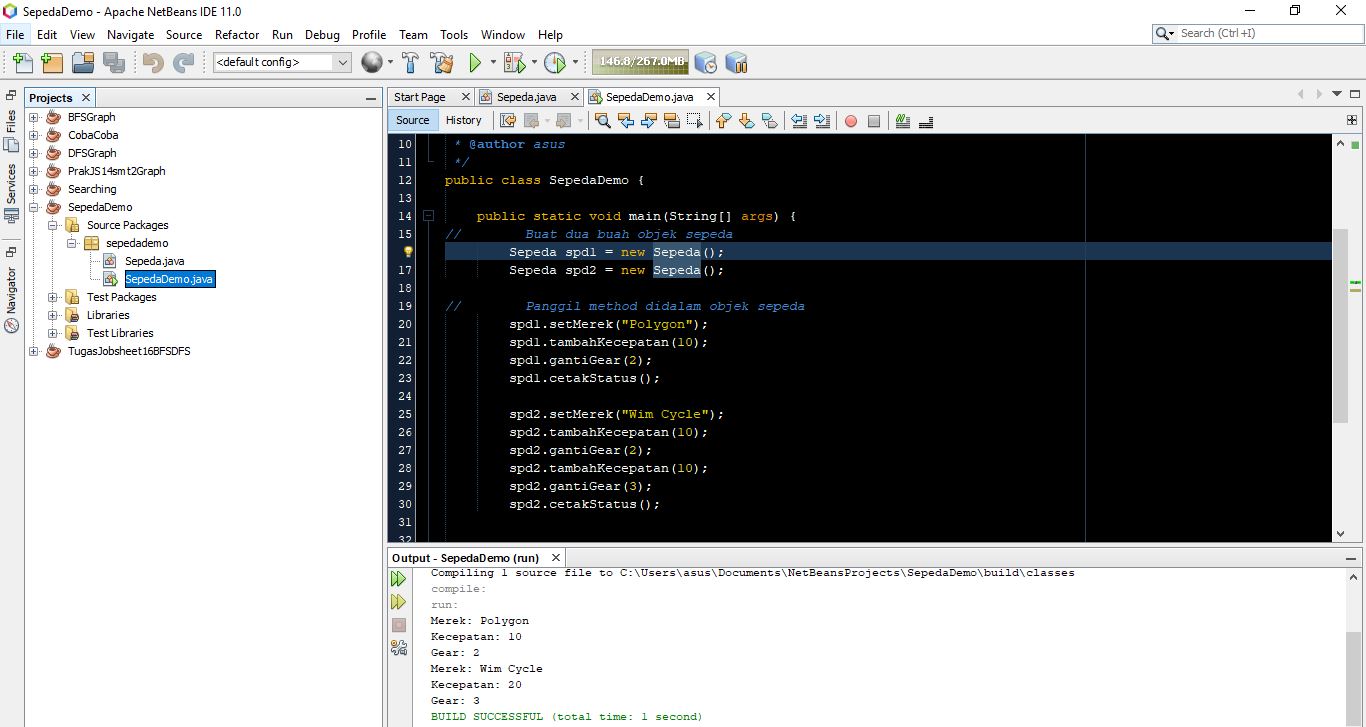 SepedaDemo - Apache NetBeans IDE 11.0
File Edit View Navigate Source Refactor Run Debug Profile Team Tools Window Help
Search (Ctrl+I)
<default config>
146.8/267.0MB
Projects
Files
Services
Navigator
BFSGraph
CobaCoba
DFSGraph
PrakJS14smt2Graph
Searching
SepedaDemo
Source Packages
sepedademo
Sepeda.java
SepedaDemo.java
Test Packages
Libraries
Test Libraries
TugasJobsheet16BFSDFS
Start Page Sepeda.java SepedaDemo.java
Source History
10 * @author asus
11 */
12 public class SepedaDemo {
13
14 public static void main(String[] args) {
15 // Buat dua buah objek sepeda
Sepeda spd1 = new Sepeda();
17 Sepeda spd2 = new Sepeda();
18
19 // Panggil method didalam objek sepeda
20 spd1.setMerek("Polygon");
21 spd1.tambahKecepatan(10);
22 spd1.gantiGear(2);
23 spd1.cetakStatus();
24
25 spd2.setMerek("Wim Cycle");
26 spd2.tambahKecepatan(10);
27 spd2.gantiGear(2);
28 spd2.tambahKecepatan(10);
29 spd2.gantiGear(3);
30 spd2.cetakStatus();
31
32
Output - SepedaDemo (run)
Compiling 1 source file to C:\Users\asus\Documents\NetBeansProjects\SepedaDemo\build\classes
compile:
run:
Merek: Polygon
Kecepatan: 10
Gear: 2
Merek: Wim Cycle
Kecepatan: 20
Gear: 3
BUILD SUCCESSFUL (total time: 1 second)